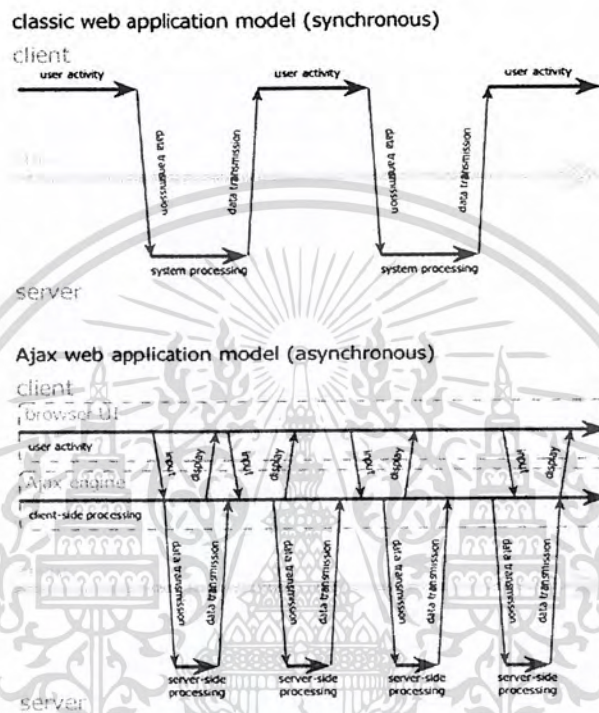 classic web application model (synchronous)
client
user activity
user activity
user activity
data transmission
data transmission
data transmission
data transmission
system processing
system processing
server
Ajax web application model (asynchronous)
client
browser UI
user activity
input
display
input
display
input
display
input
display
Ajax engine
client-side processing
data transmission
data transmission
data transmission
data transmission
data transmission
data transmission
data transmission
data transmission
server-side
processing
server-side
processing
server-side
processing
server-side
processing
server